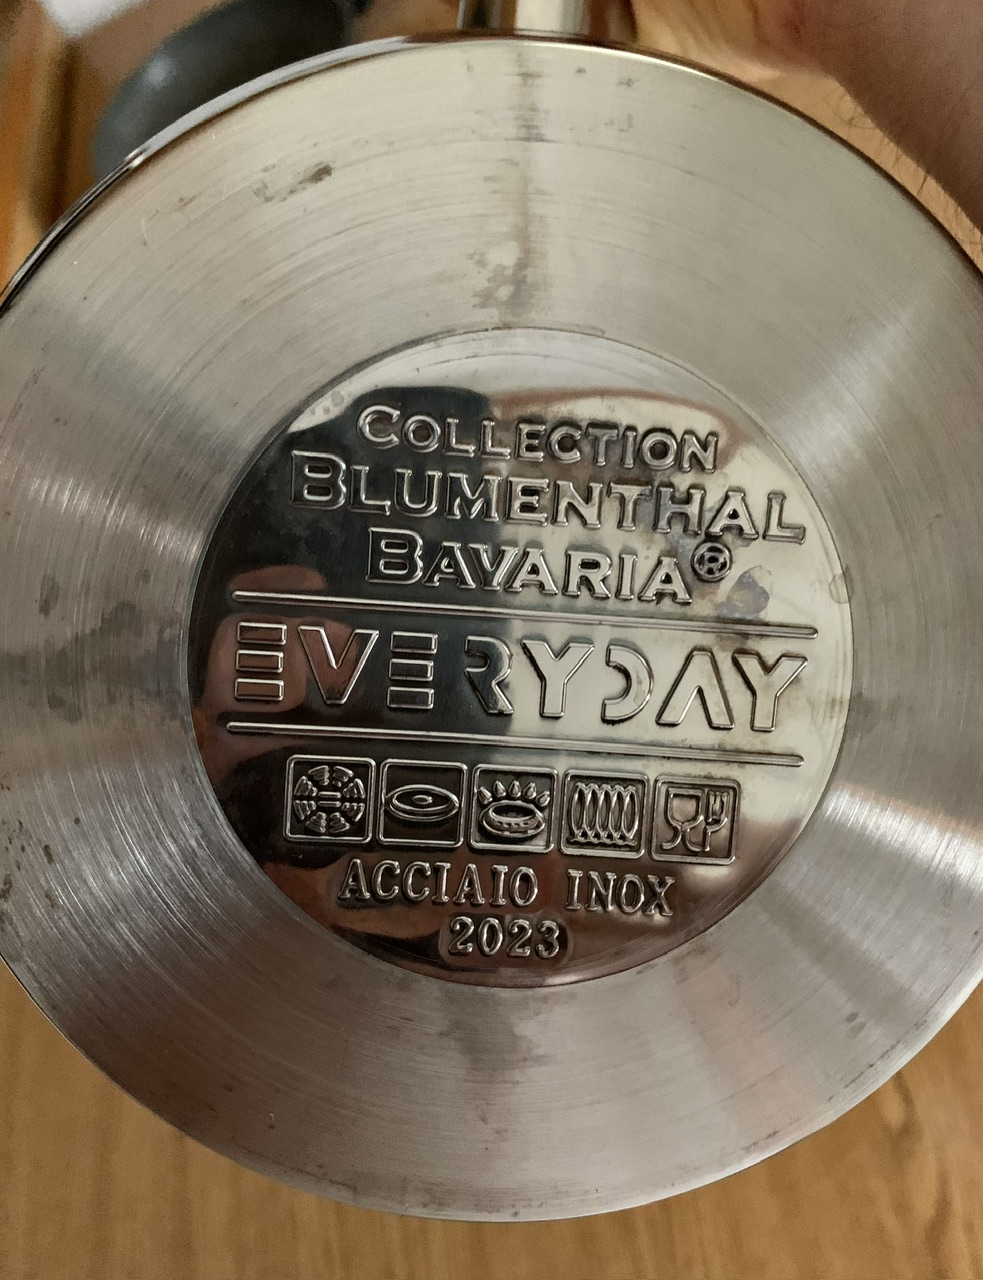 COLLECTION
BLUMENTHAL
BAVARIA®
EVERYDAY
ACCIAIO INOX
2023